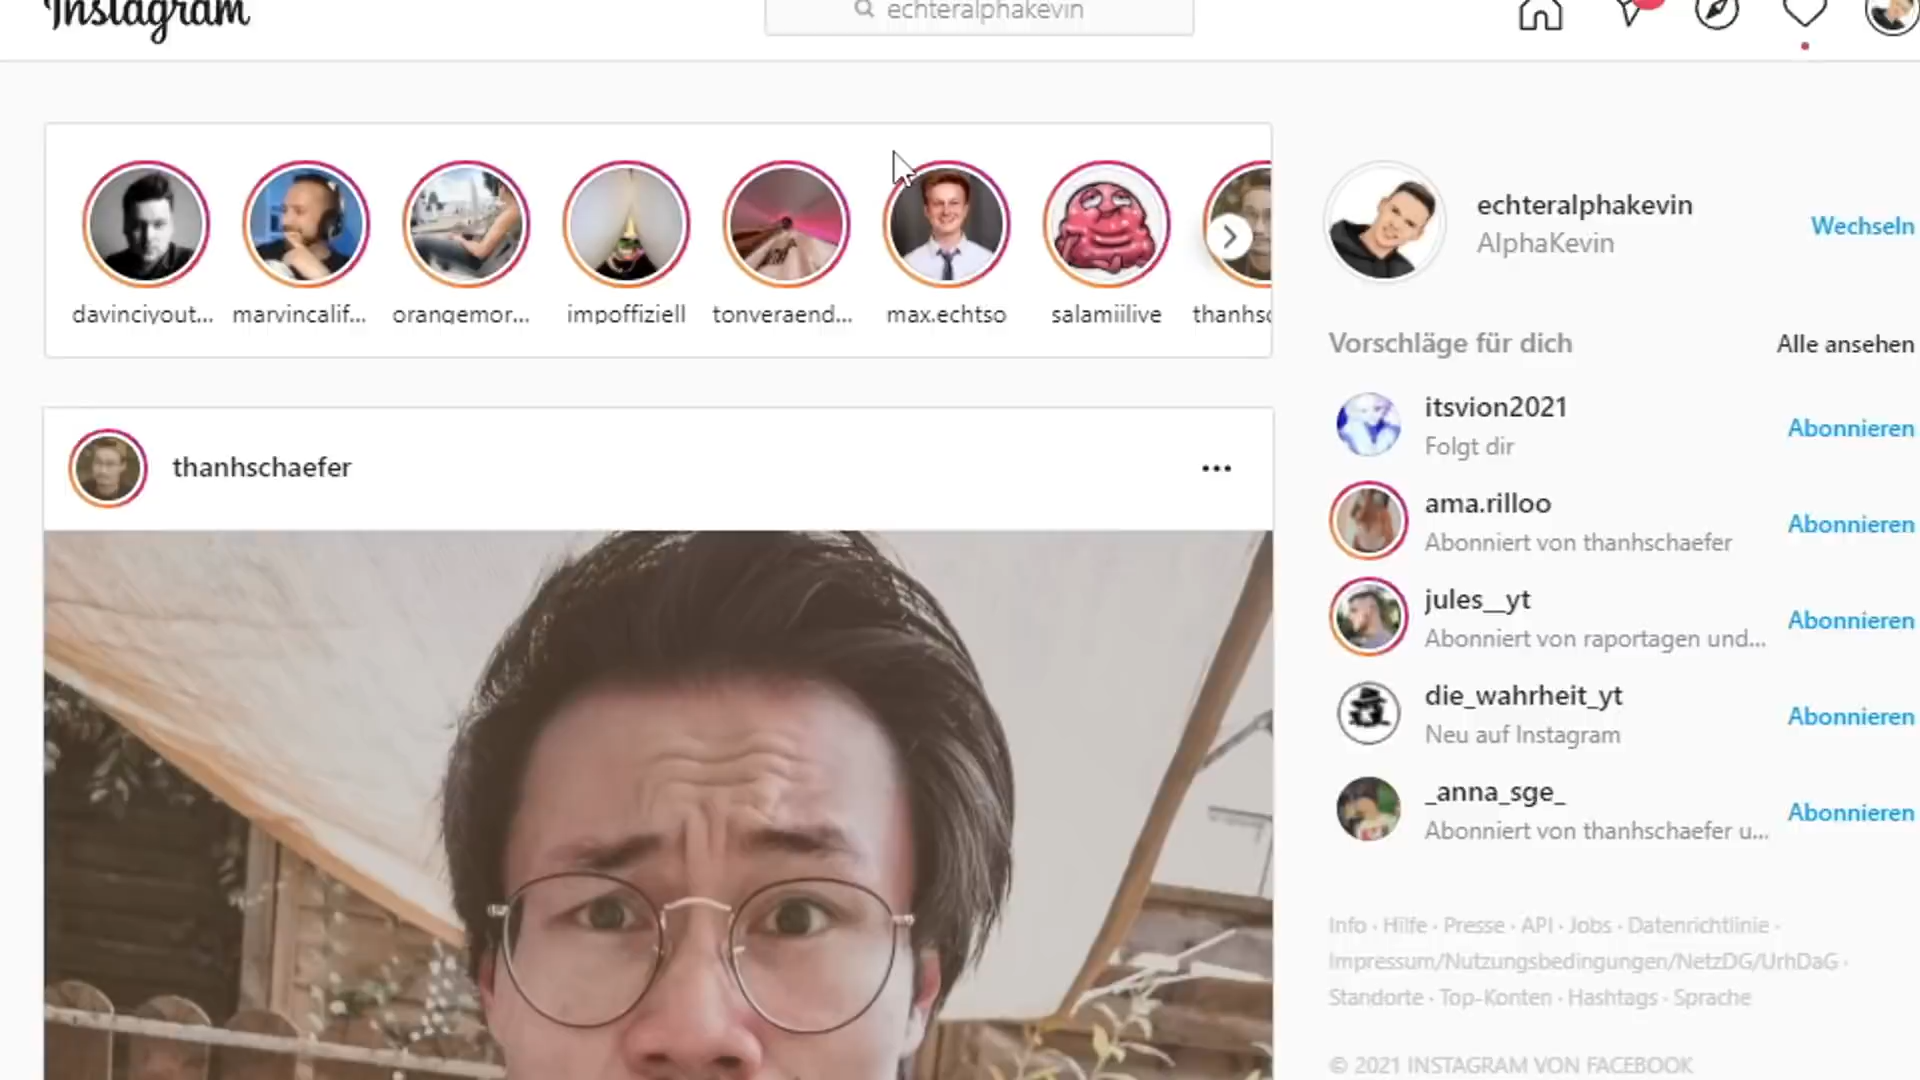 Instagram
echteralphakevin
davinciyout...
marvincalif...
orangemor...
impoffiziell
tonveraend...
max.echtso
salamiilive
thanhsc
echteralphakevin
AlphaKevin
Wechseln
Vorschläge für dich
Alle ansehen
itsvion2021
Folgt dir
Abonnieren
ama.rilloo
Abonniert von thanhschaefer
Abonnieren
jules__yt
Abonniert von raportagen und...
Abonnieren
die_wahrheit_yt
Neu auf Instagram
Abonnieren
_anna_sge_
Abonniert von thanhschaefer u...
Abonnieren
thanhschaefer
Info · Hilfe · Presse · API · Jobs · Datenrichtlinie ·
Impressum/Nutzungsbedingungen/NetzDG/UrhDaG ·
Standorte · Top-Konten · Hashtags · Sprache
© 2021 INSTAGRAM VON FACEBOOK